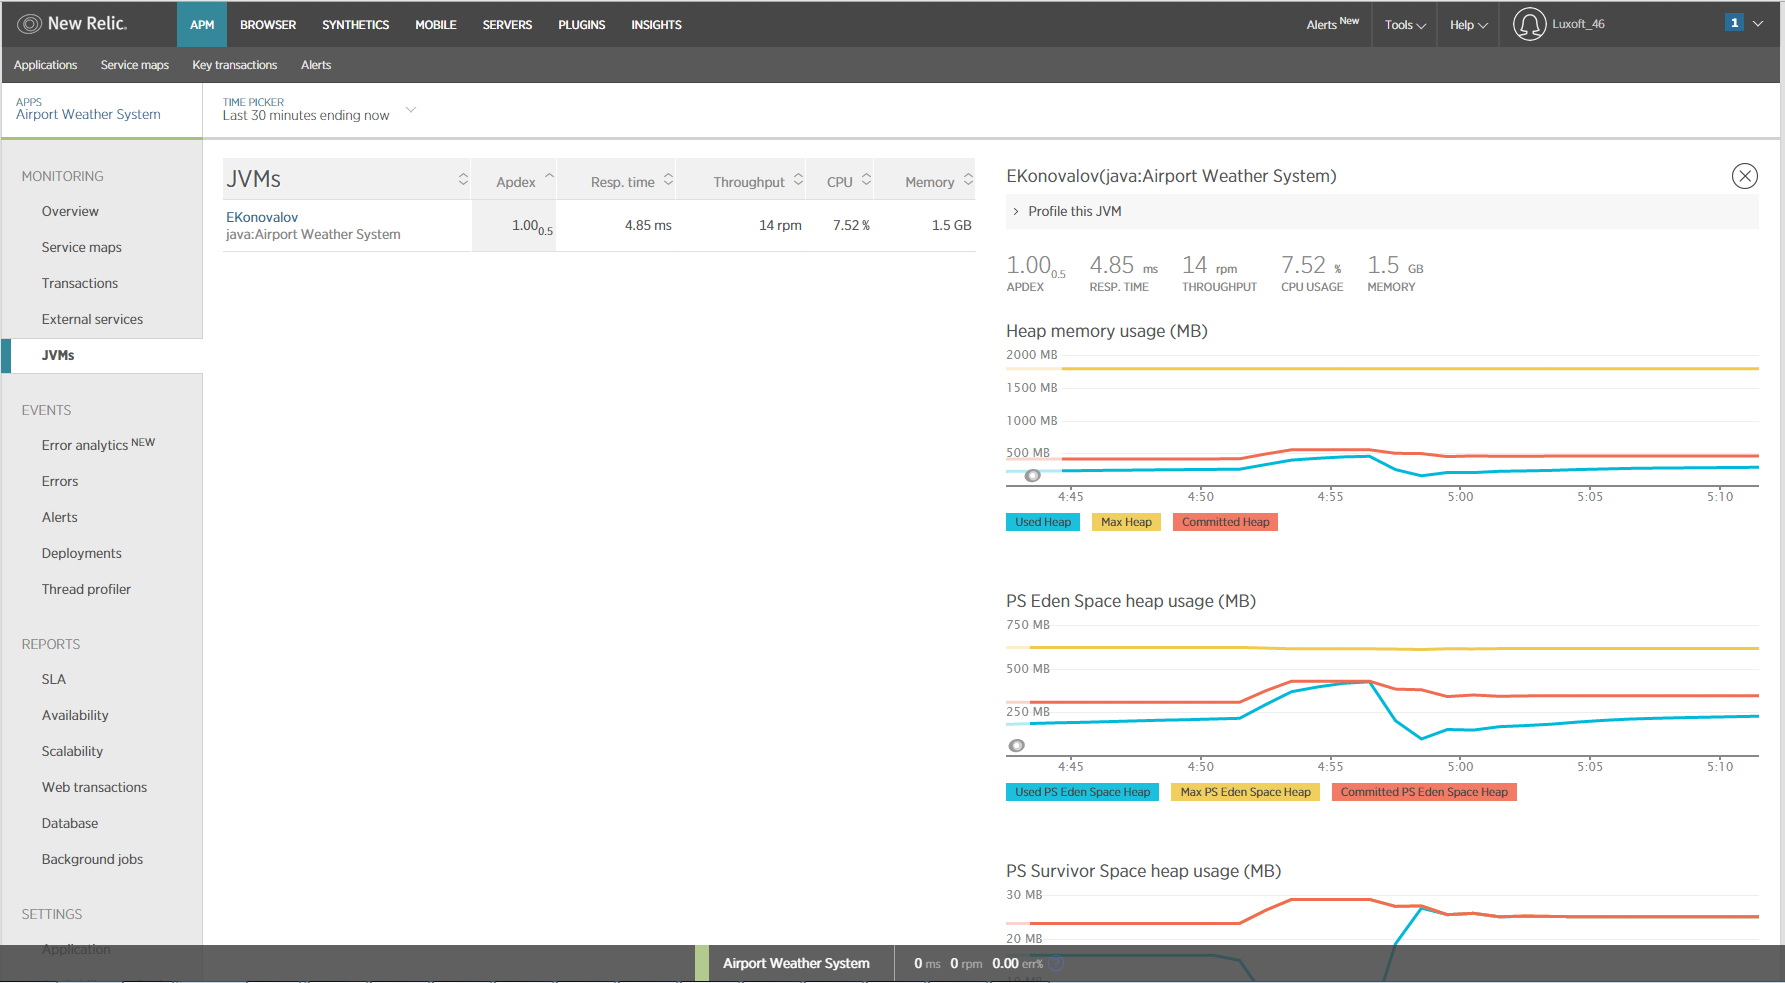 New Relic.
APM BROWSER SYNTHETICS MOBILE SERVERS PLUGINS INSIGHTS
Alerts New Tools Help Luxoft_46 1
Applications Service maps Key transactions Alerts
APPS
Airport Weather System
TIME PICKER
Last 30 minutes ending now
MONITORING
Overview
Service maps
Transactions
External services
JVMs
EVENTS
Error analytics NEW
Errors
Alerts
Deployments
Thread profiler
REPORTS
SLA
Availability
Scalability
Web transactions
Database
Background jobs
SETTINGS
Application
JVMs Apdex Resp. time Throughput CPU Memory
EKonovalov
java:Airport Weather System
1.00 0.5 4.85 ms 14 rpm 7.52 % 1.5 GB
EKonovalov(java:Airport Weather System)
Profile this JVM
1.00 0.5 4.85 ms 14 rpm 7.52 % 1.5 GB
APDEX RESP. TIME THROUGHPUT CPU USAGE MEMORY
Heap memory usage (MB)
2000 MB
1500 MB
1000 MB
500 MB
4:45 4:50 4:55 5:00 5:05 5:10
Used Heap Max Heap Committed Heap
PS Eden Space heap usage (MB)
750 MB
500 MB
250 MB
4:45 4:50 4:55 5:00 5:05 5:10
Used PS Eden Space Heap Max PS Eden Space Heap Committed PS Eden Space Heap
PS Survivor Space heap usage (MB)
30 MB
20 MB
Airport Weather System 0 ms 0 rpm 0.00 err%